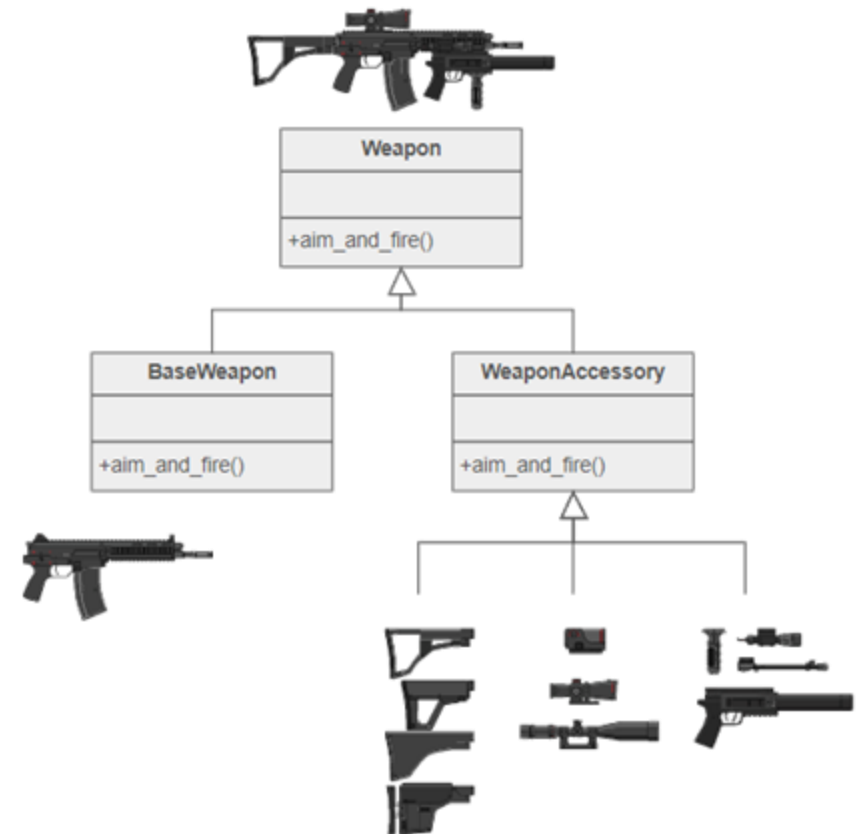 Weapon
+aim_and_fire()
BaseWeapon
WeaponAccessory
+aim_and_fire()
+aim_and_fire()